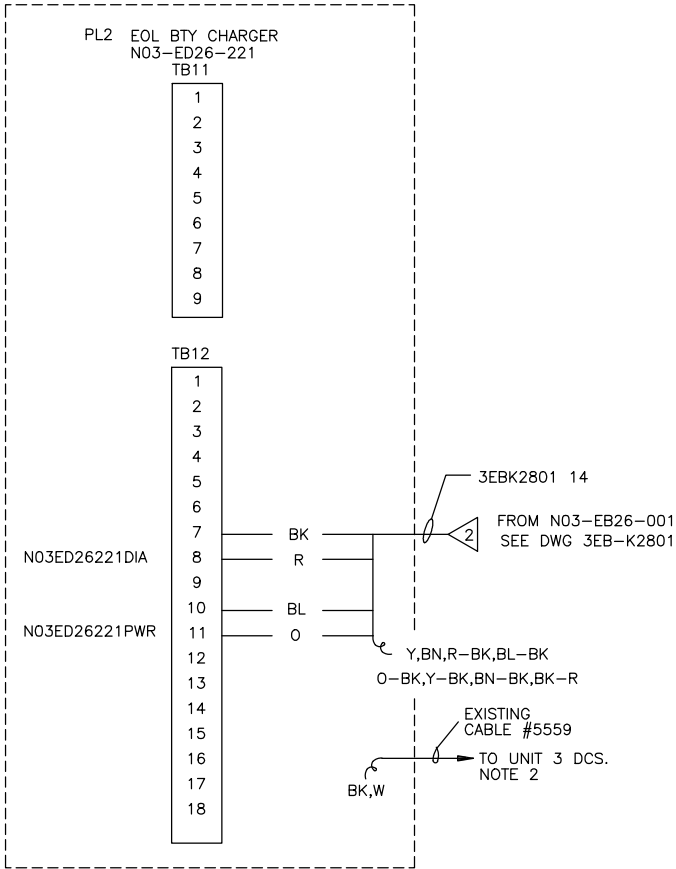 PL2 EOL BTY CHARGER
N03-ED26-221
TB11
1
2
3
4
5
6
7
8
9
TB12
1
2
3
4
5
6
7
8
9
10
11
12
13
14
15
16
17
18
N03ED26221DIA
N03ED26221PWR
BK
R
BL
O
3EBK2801 14
2
FROM N03-EB26-001
SEE DWG 3EB-K2801
Y,BN,R-BK,BL-BK
O-BK,Y-BK,BN-BK,BK-R
EXISTING
CABLE #5559
TO UNIT 3 DCS.
NOTE 2
BK,W